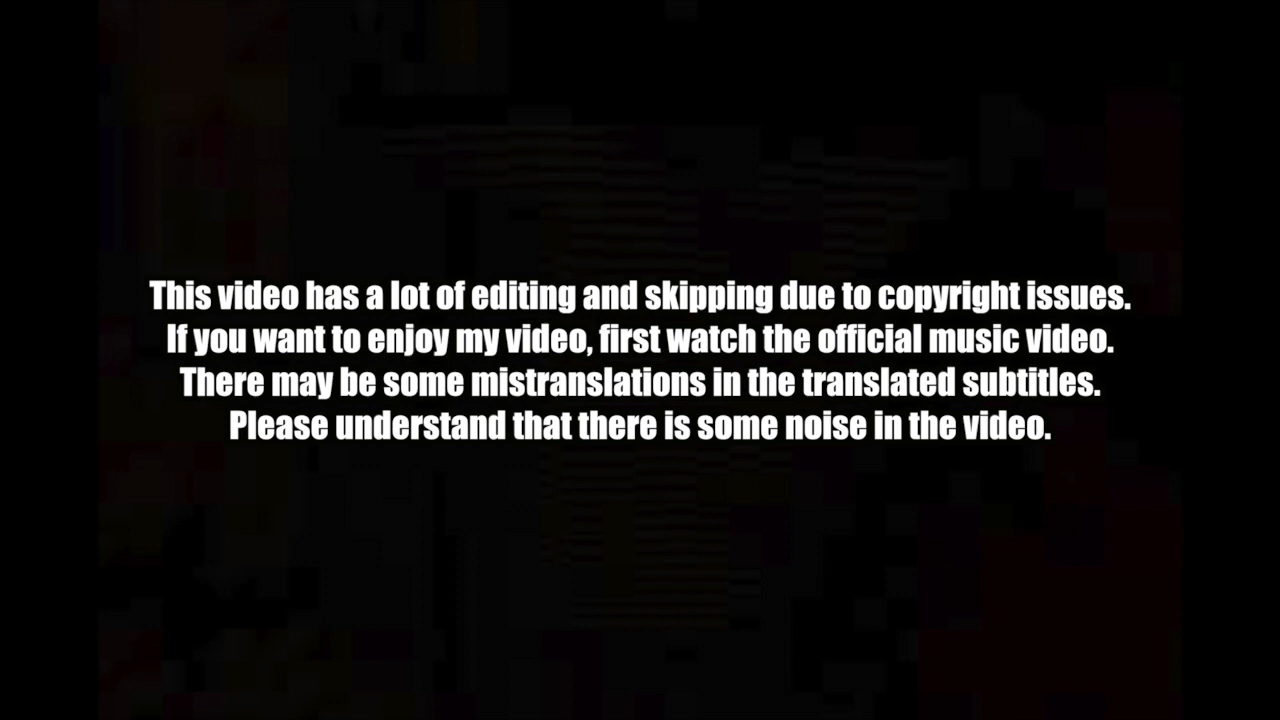 This video has a lot of editing and skipping due to copyright issues.
If you want to enjoy my video, first watch the official music video.
There may be some mistranslations in the translated subtitles.
Please understand that there is some noise in the video.